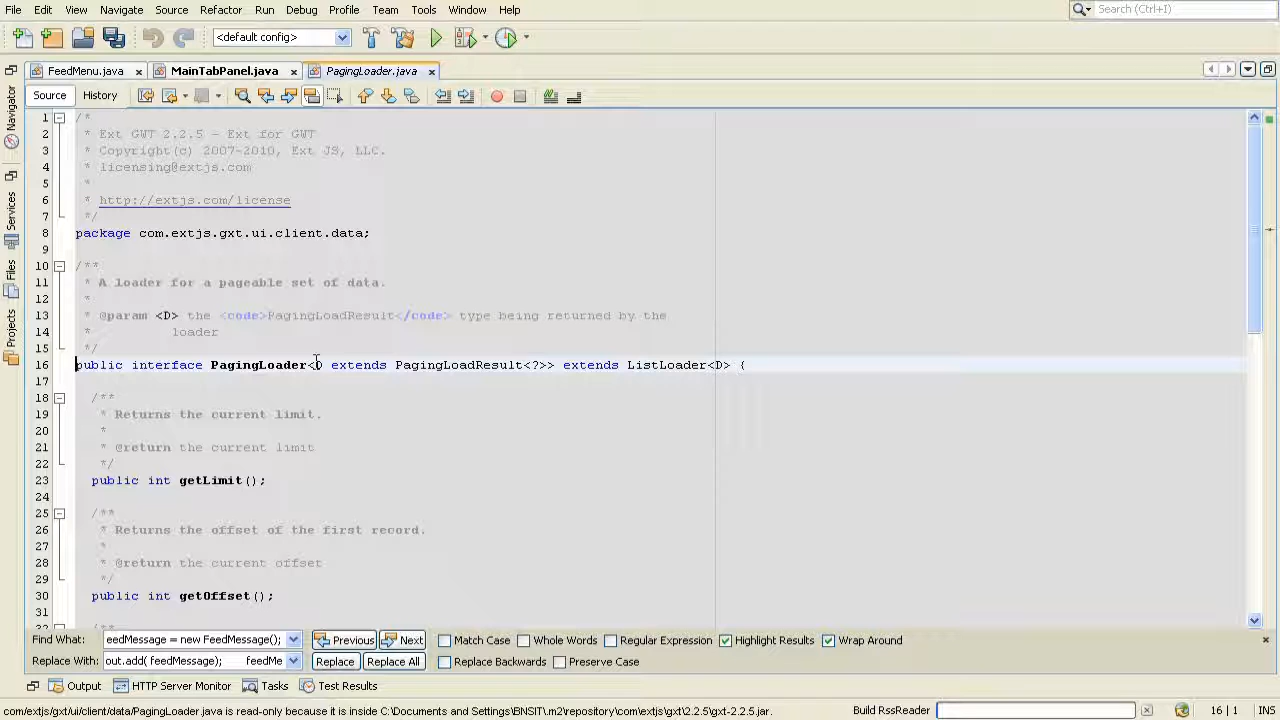 File Edit View Navigate Source Refactor Run Debug Profile Team Tools Window Help
Search (Ctrl+I)
<default config>
FeedMenu.java MainTabPanel.java PagingLoader.java
Source History
Navigator
Services
Files
Projects
1 /*
2 * Ext GWT 2.2.5 - Ext for GWT
3 * Copyright(c) 2007-2010, Ext JS, LLC.
4 * licensing@extjs.com
5 *
6 * http://extjs.com/license
7 */
8 package com.extjs.gxt.ui.client.data;
9
10 /**
11 * A loader for a pageable set of data.
12 *
13 * @param <D> the <code>PagingLoadResult</code> type being returned by the
14 * loader
15 */
16 public interface PagingLoader<D extends PagingLoadResult<?>> extends ListLoader<D> {
17
18 /**
19 * Returns the current limit.
20 *
21 * @return the current limit
22 */
23 public int getLimit();
24
25 /**
26 * Returns the offset of the first record.
27 *
28 * @return the current offset
29 */
30 public int getOffset();
31
32 /**
Find What: eedMessage = new FeedMessage(); Previous Next Match Case Whole Words Regular Expression Highlight Results Wrap Around
Replace With: out.add( feedMessage); feedMe Replace Replace All Replace Backwards Preserve Case
Output HTTP Server Monitor Tasks Test Results
com/extjs/gxt/ui/client/data/PagingLoader.java is read-only because it is inside C:\Documents and Settings\BNSIT\.m2\repository\com\extjs\gxt\2.2.5\gxt-2.2.5.jar. Build RssReader 16 | 1 INS